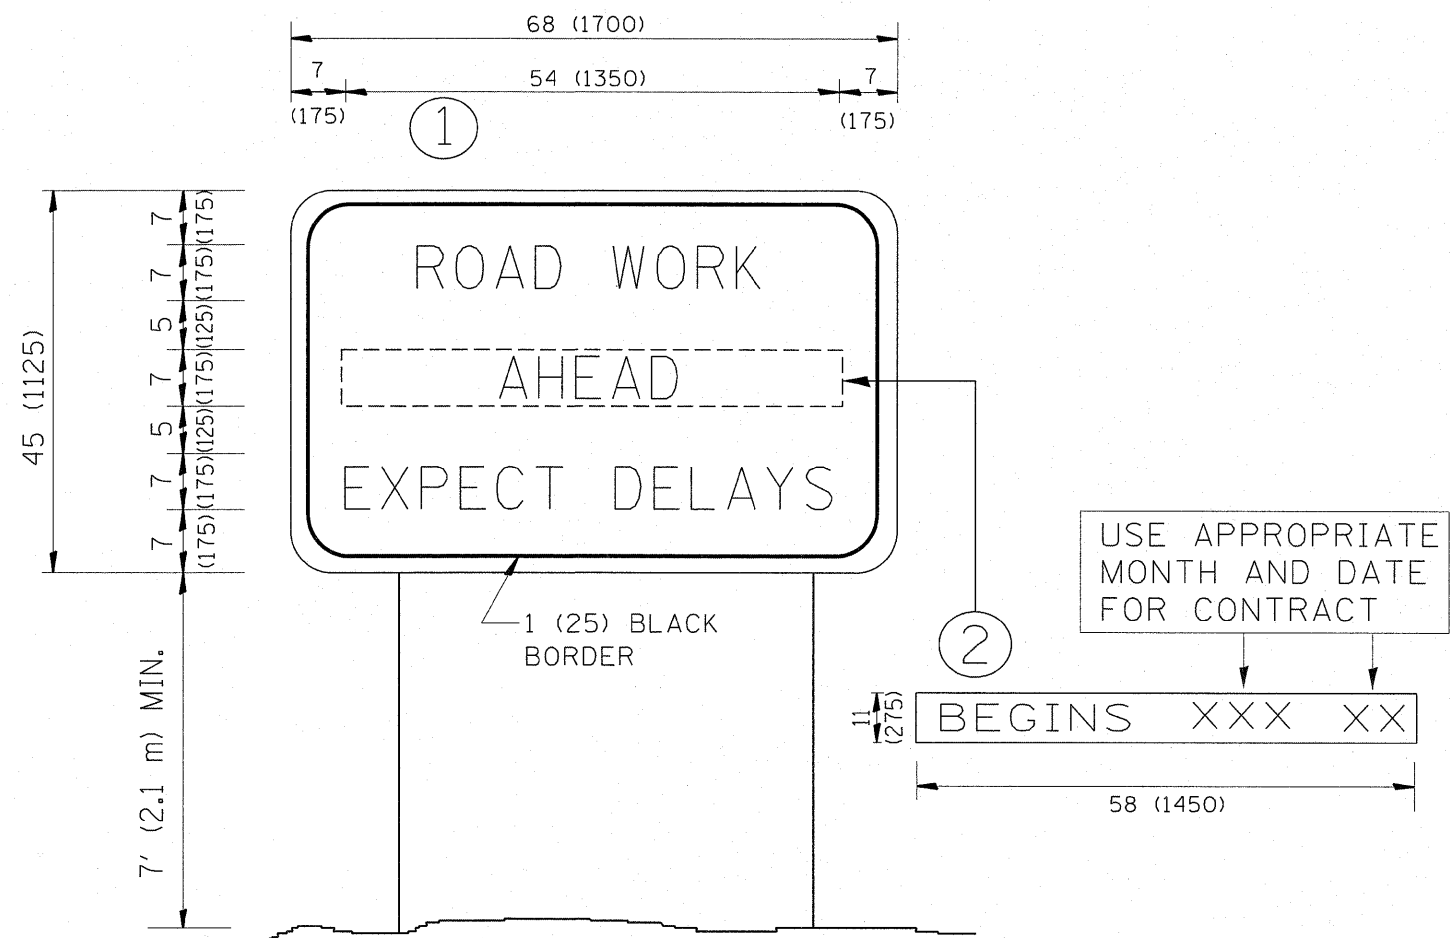 68 (1700)
7
54 (1350)
7
(175)
(175)
1
45 (1125)
7 (175)
7 (175)
5 (125)
7 (175)
5 (125)
7 (175)
7 (175)
ROAD WORK
AHEAD
EXPECT DELAYS
1 (25) BLACK
BORDER
7' (2.1 m) MIN.
2
USE APPROPRIATE
MONTH AND DATE
FOR CONTRACT
11
(275)
BEGINS XXX XX
58 (1450)